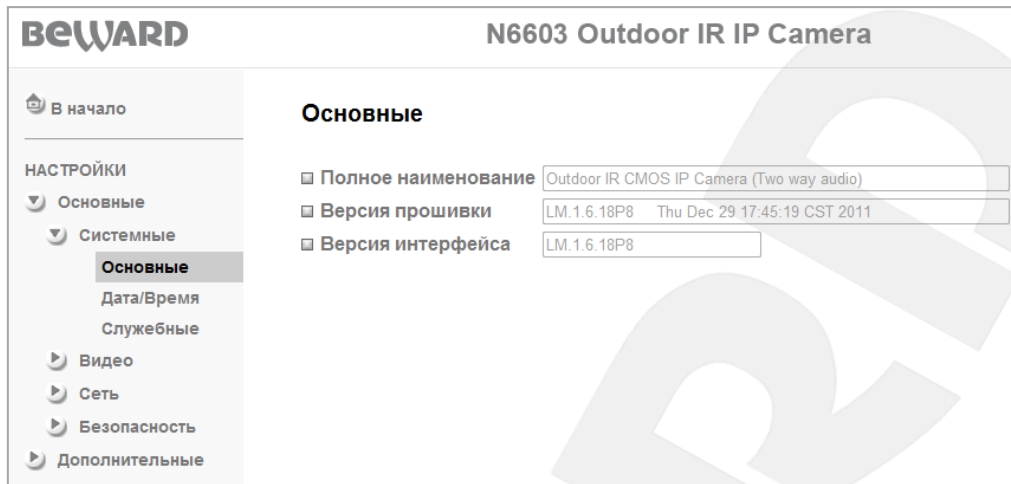 BEWARD
N6603 Outdoor IR IP Camera
В начало
НАСТРОЙКИ
Основные
Системные
Основные
Дата/Время
Служебные
Видео
Сеть
Безопасность
Дополнительные
Основные
Полное наименование Outdoor IR CMOS IP Camera (Two way audio)
Версия прошивки LM.1.6.18P8 Thu Dec 29 17:45:19 CST 2011
Версия интерфейса LM.1.6.18P8
RD